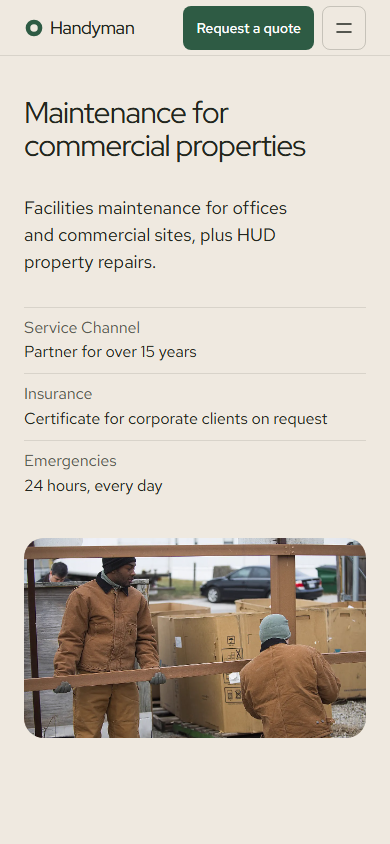 Handyman
Request a quote
Maintenance for
commercial properties
Facilities maintenance for offices
and commercial sites, plus HUD
property repairs.
Service Channel
Partner for over 15 years
Insurance
Certificate for corporate clients on request
Emergencies
24 hours, every day